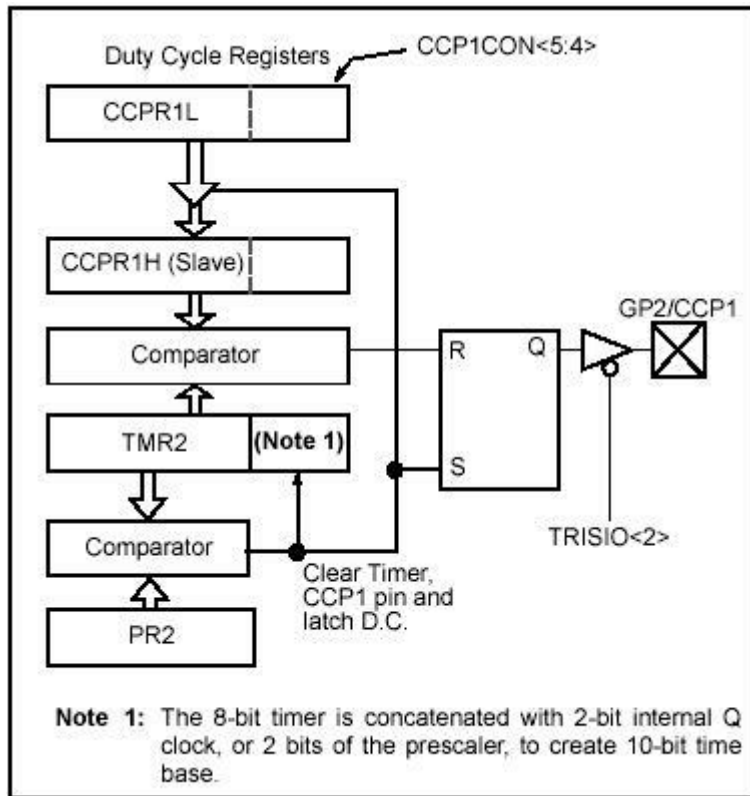 Duty Cycle Registers
CCP1CON<5:4>
CCPR1L
CCPR1H (Slave)
GP2/CCP1
Comparator
R
Q
TMR2
(Note 1)
S
Comparator
TRISIO<2>
Clear Timer,
CCP1 pin and
latch D.C.
PR2
Note 1: The 8-bit timer is concatenated with 2-bit internal Q
clock, or 2 bits of the prescaler, to create 10-bit time
base.